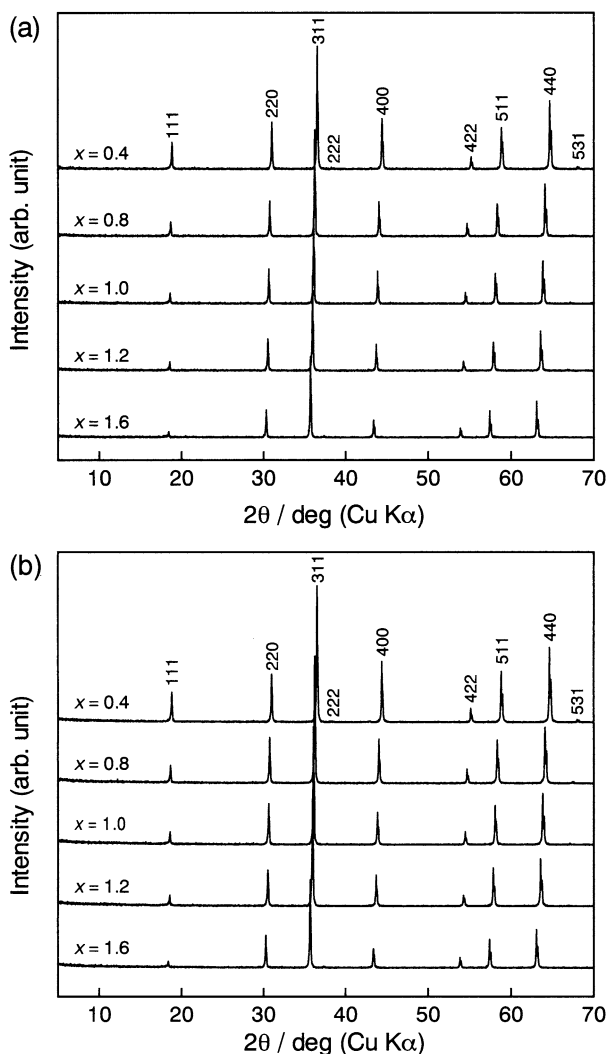 (a)
Intensity (arb. unit)
111
220
311
222
400
422
511
440
531
x = 0.4
x = 0.8
x = 1.0
x = 1.2
x = 1.6
10 20 30 40 50 60 70
2θ / deg (Cu Kα)
(b)
Intensity (arb. unit)
111
220
311
222
400
422
511
440
531
x = 0.4
x = 0.8
x = 1.0
x = 1.2
x = 1.6
10 20 30 40 50 60 70
2θ / deg (Cu Kα)